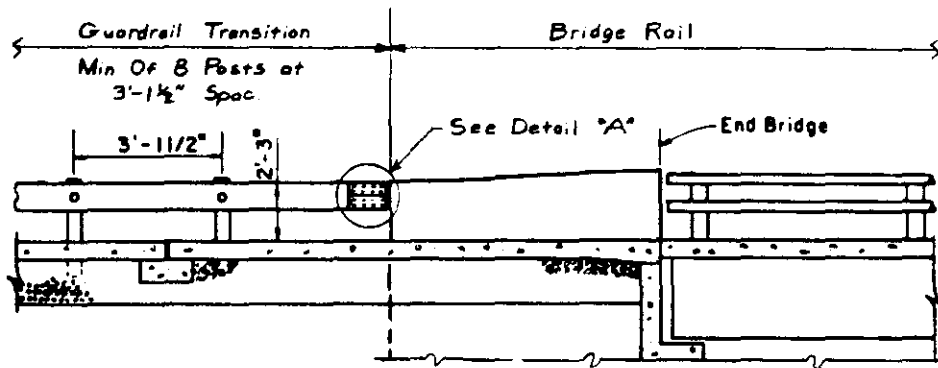 Guardrail Transition
Bridge Rail
Min Of 8 Posts at
3'-1½" Spac.
See Detail "A"
End Bridge
3'-11/2"
2'-3"